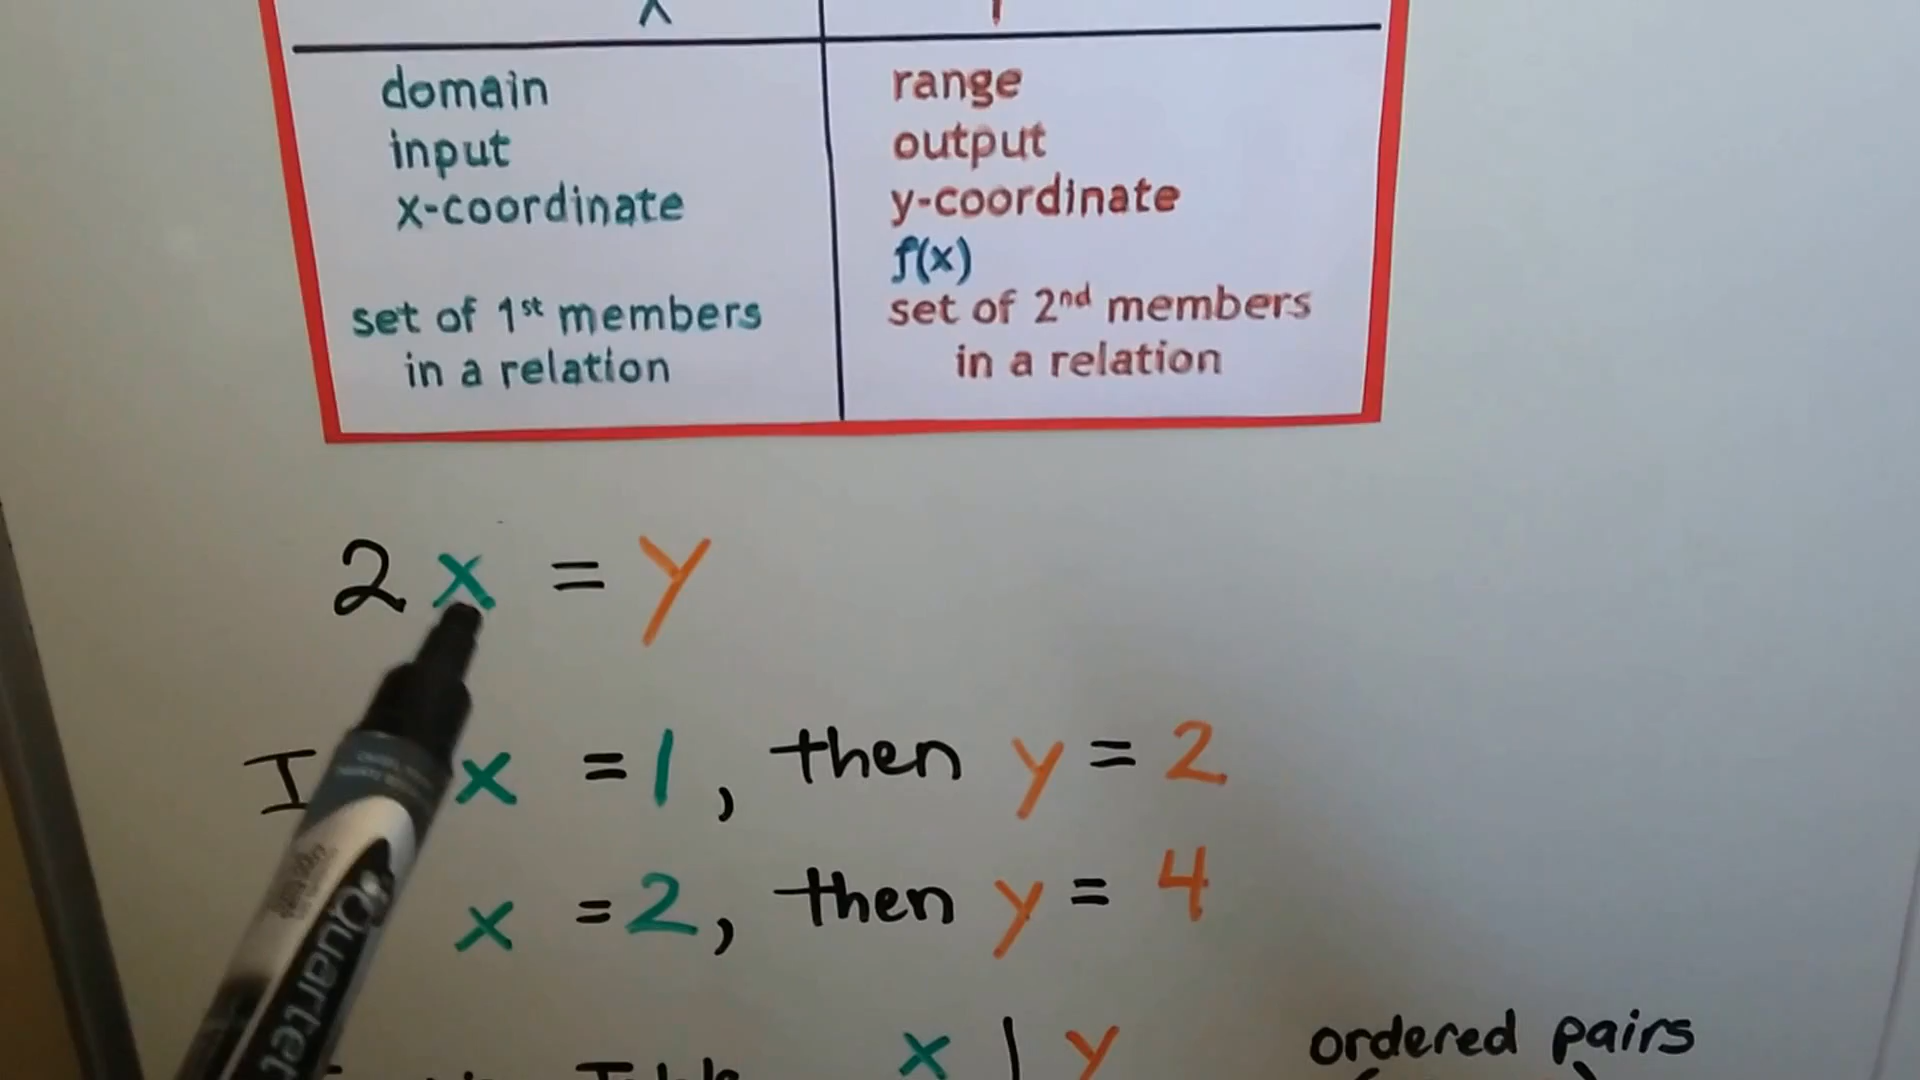 domain
input
x-coordinate
set of 1st members
in a relation
range
output
y-coordinate
f(x)
set of 2nd members
in a relation
2x = y
x = 1, then y = 2
x = 2, then y = 4
x | y
ordered pairs
Quartet